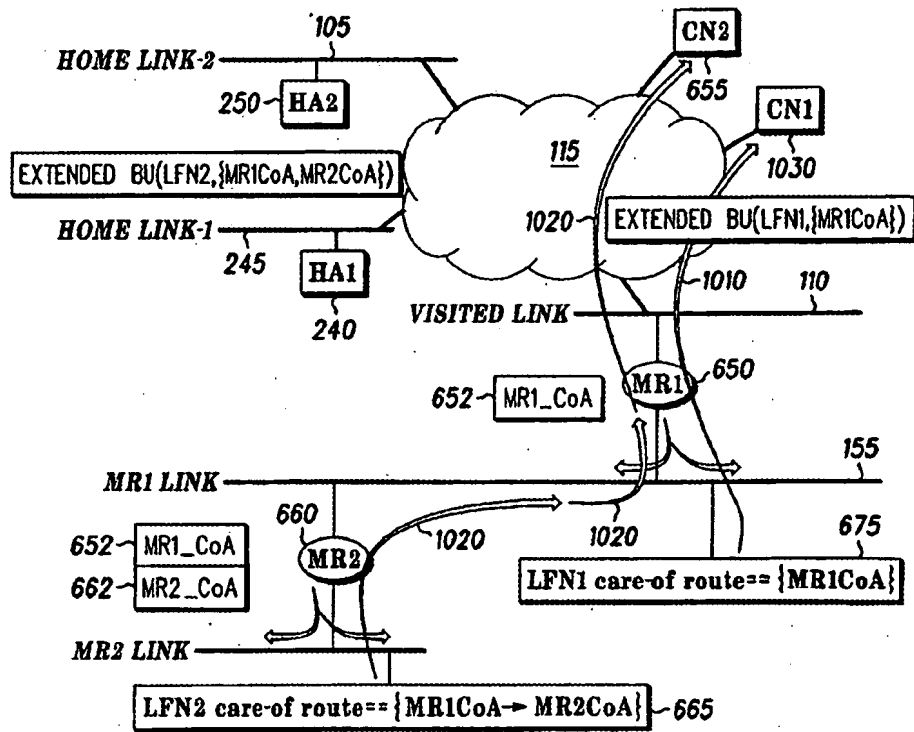 105
HOME LINK-2
CN2
250
HA2
655
CN1
115
1030
EXTENDED BU(LFN2,{MR1CoA,MR2CoA})
1020
EXTENDED BU(LFN1,{MR1CoA})
HOME LINK-1
245
HA1
1010
110
240
VISITED LINK
650
MR1
652
MR1_CoA
155
MR1 LINK
660
1020
1020
675
652
MR1_CoA
MR2
662
MR2_CoA
LFN1 care-of route=={MR1CoA}
MR2 LINK
LFN2 care-of route=={MR1CoA→MR2CoA}
665